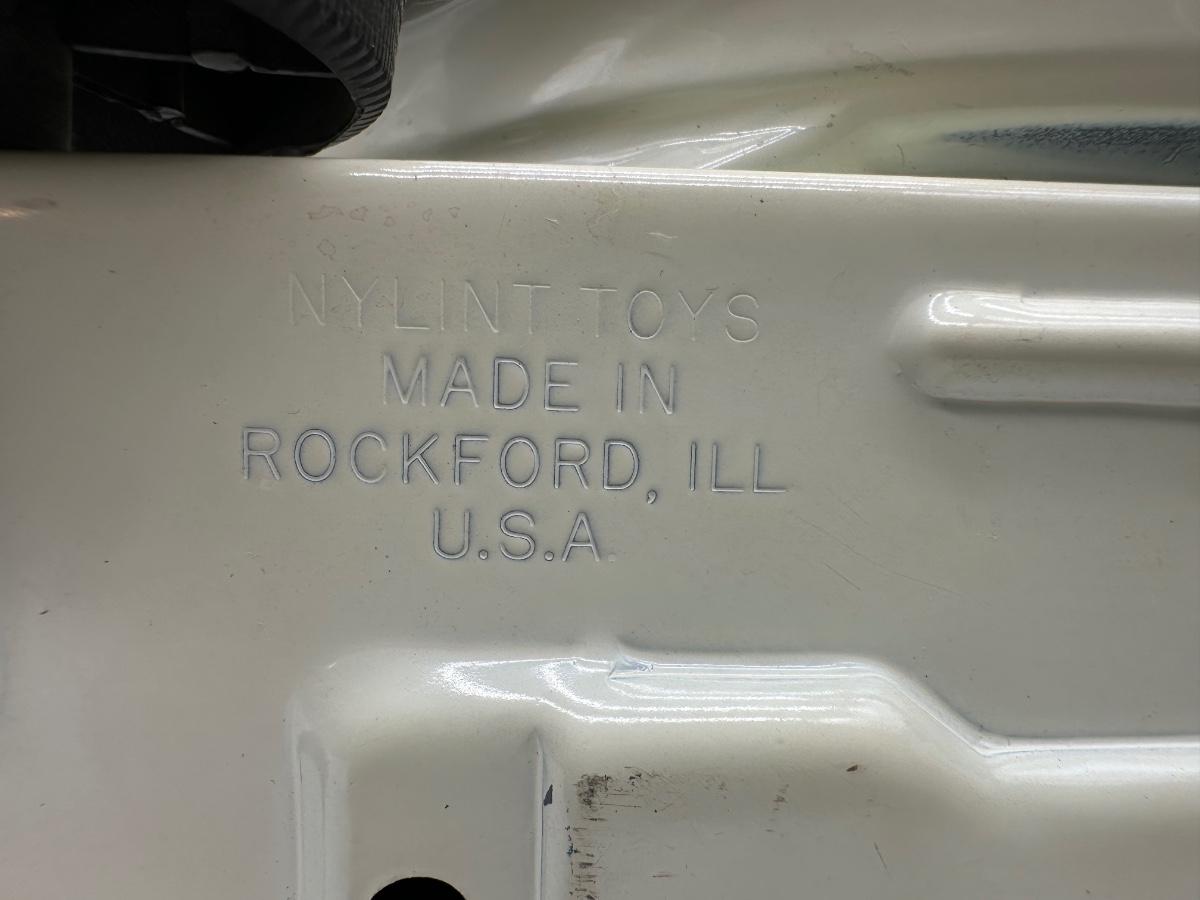 NYLINT TOYS
MADE IN
ROCKFORD, ILL
U.S.A.